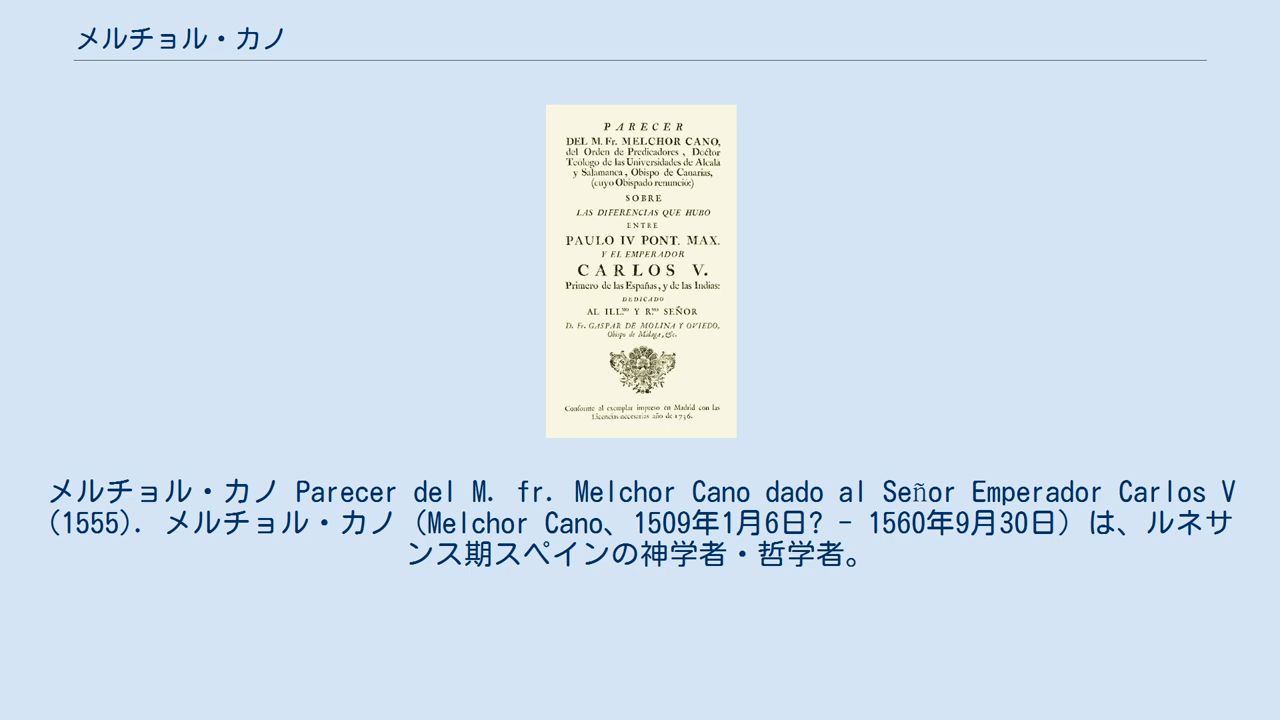 メルチョル・カノ
PARECER
DEL M. Fr. MELCHOR CANO,
del Orden de Predicadores, Doctor
Teólogo de las Universidades de Alcalá
y Salamanca, Obispo de Canarias,
(cuyo Obispado renunció:)
SOBRE
LAS DIFERENCIAS QUE HUBO
ENTRE
PAULO IV PONT. MAX.
Y EL EMPERADOR
CARLOS V.
Primero de las Españas, y de las Indias:
DEDICADO
AL ILL.MO Y R.MO SEÑOR
D. Fr. GASPAR DE MOLINA Y OVIEDO,
Obispo de Málaga, &c.
Conforme al exemplar impreso en Madrid con las
Licencias necesarias año de 1736.
メルチョル・カノ Parecer del M. fr. Melchor Cano dado al Señor Emperador Carlos V
(1555). メルチョル・カノ（Melchor Cano、1509年1月6日? - 1560年9月30日）は、ルネサ
ンス期スペインの神学者・哲学者。